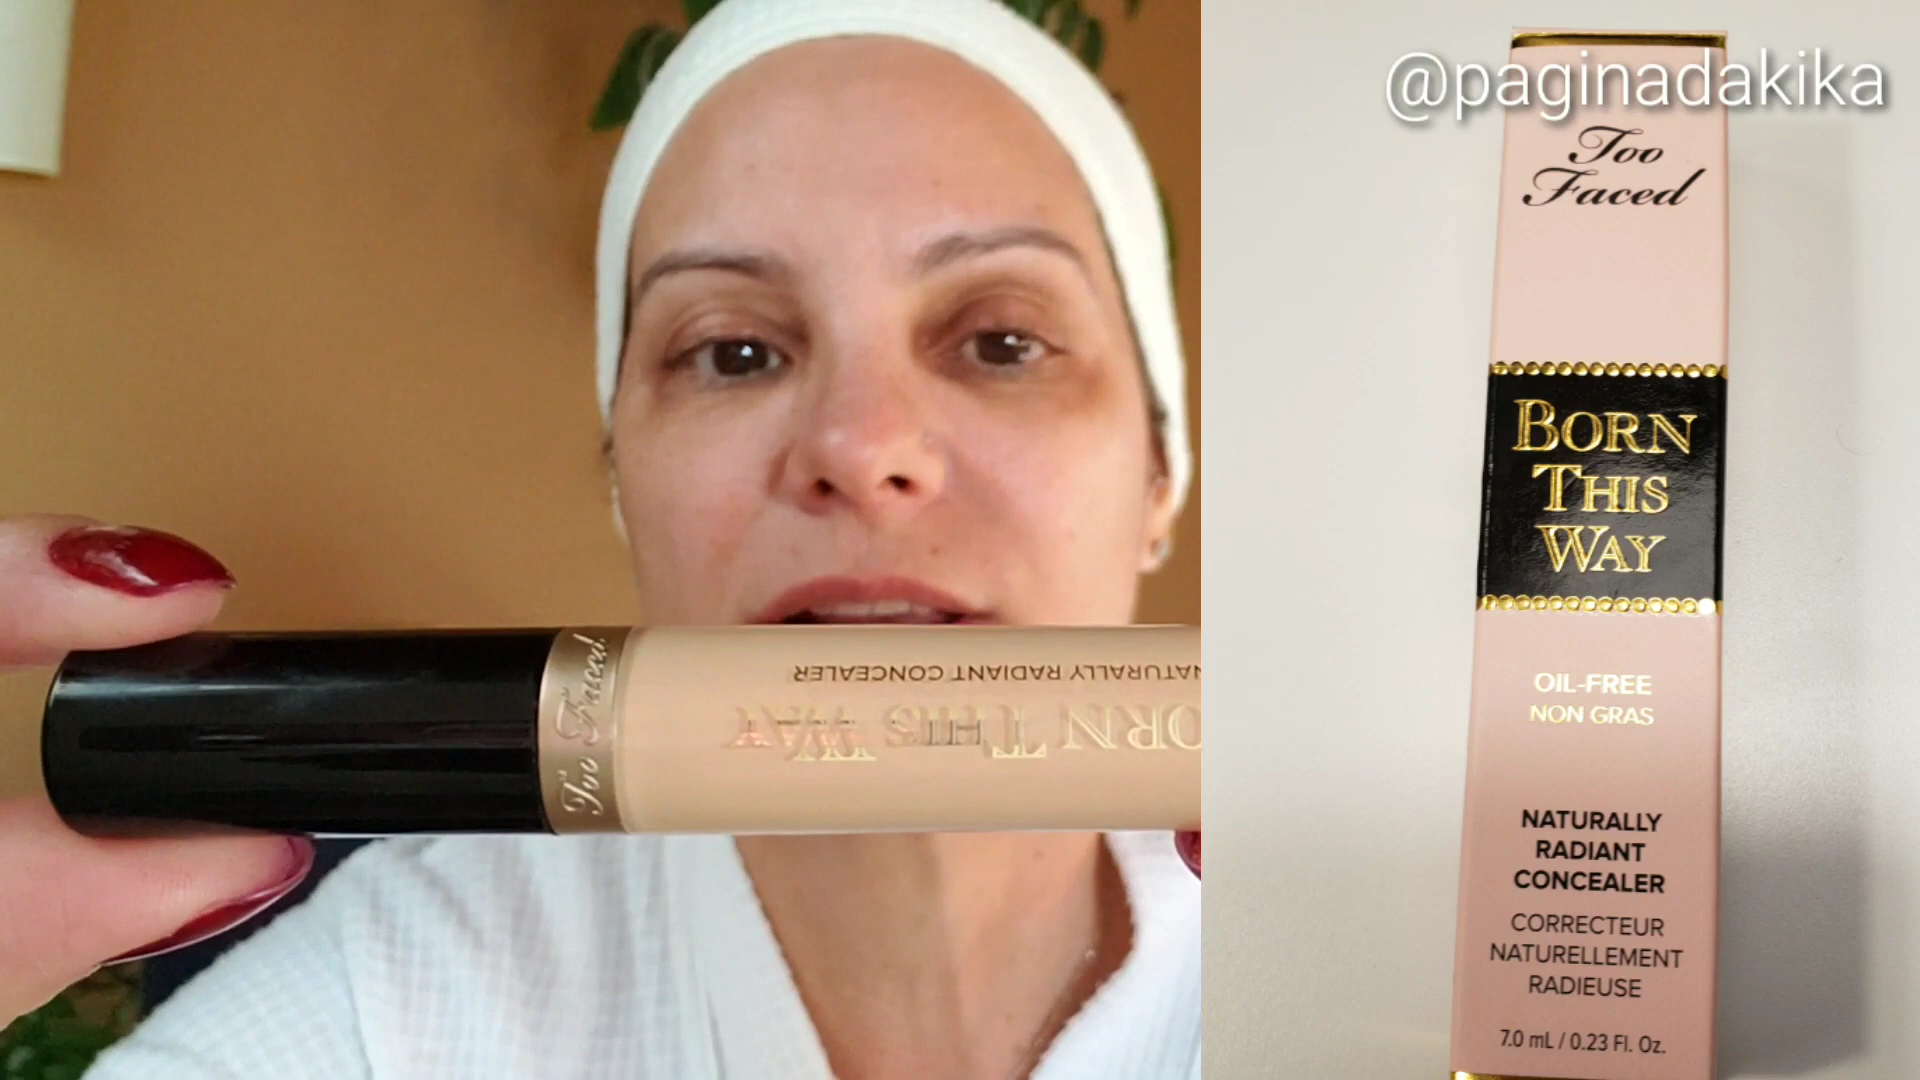 @paginadakika
Too
Faced
BORN
THIS
WAY
OIL-FREE
NON GRAS
NATURALLY
RADIANT
CONCEALER
CORRECTEUR
NATURELLEMENT
RADIEUSE
7.0 mL / 0.23 Fl. Oz.
Too Faced
NATURALLY RADIANT CONCEALER
ORN THIS WAY